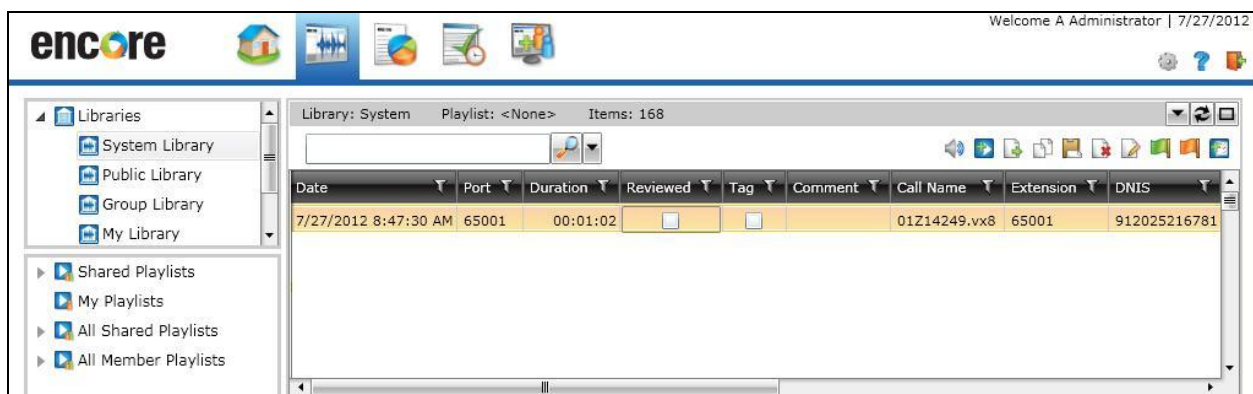 Welcome A Administrator | 7/27/2012
encore
Libraries
System Library
Public Library
Group Library
My Library
Shared Playlists
My Playlists
All Shared Playlists
All Member Playlists
Library: System Playlist: <None> Items: 168
Date Port Duration Reviewed Tag Comment Call Name Extension DNIS
7/27/2012 8:47:30 AM 65001 00:01:02 01Z14249.vx8 65001 912025216781